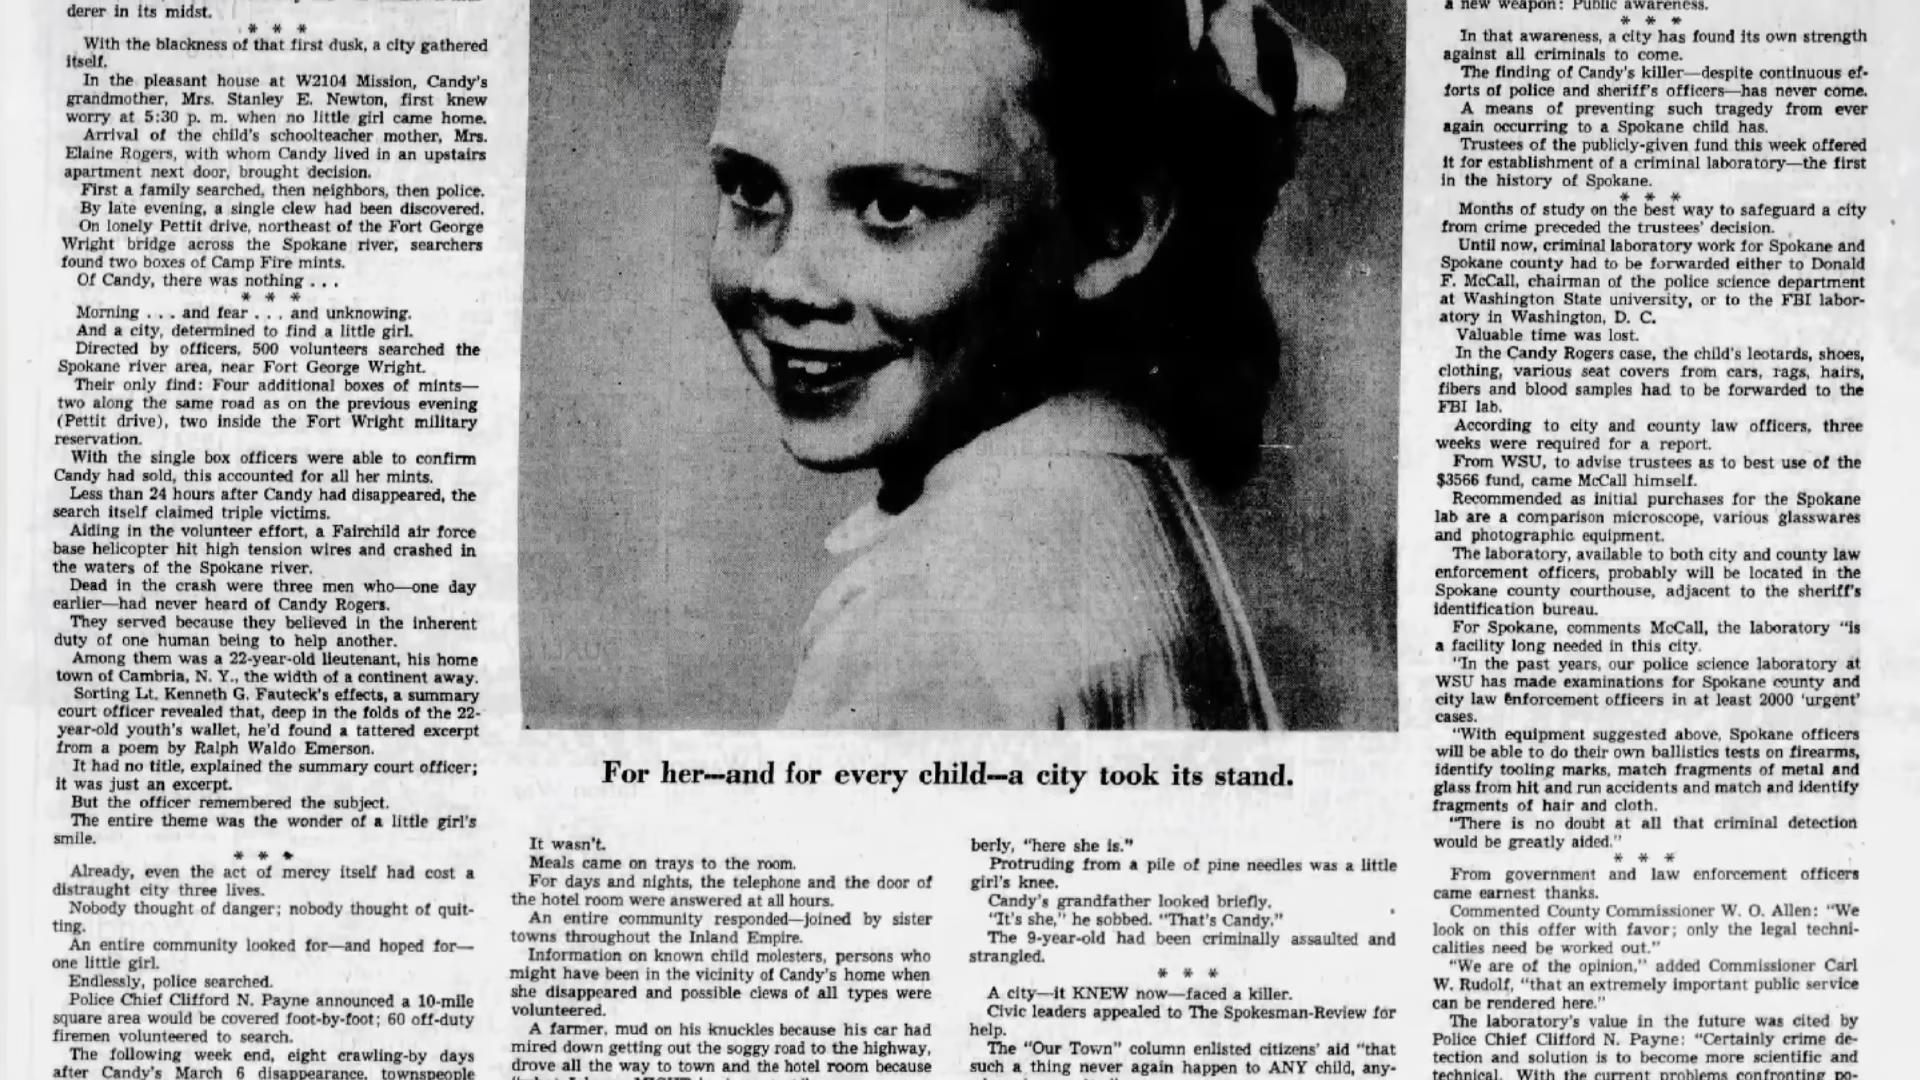 derer in its midst.
* * *
With the blackness of that first dusk, a city gathered
itself.
In the pleasant house at W2104 Mission, Candy's
grandmother, Mrs. Stanley E. Newton, first knew
worry at 5:30 p. m. when no little girl came home.
Arrival of the child's schoolteacher mother, Mrs.
Elaine Rogers, with whom Candy lived in an upstairs
apartment next door, brought decision.
First a family searched, then neighbors, then police.
By late evening, a single clew had been discovered.
On lonely Pettit drive, northeast of the Fort George
Wright bridge across the Spokane river, searchers
found two boxes of Camp Fire mints.
Of Candy, there was nothing . . .
* * *
Morning . . . and fear . . . and unknowing.
And a city, determined to find a little girl.
Directed by officers, 500 volunteers searched the
Spokane river area, near Fort George Wright.
Their only find: Four additional boxes of mints—
two along the same road as on the previous evening
(Pettit drive), two inside the Fort Wright military
reservation.
With the single box officers were able to confirm
Candy had sold, this accounted for all her mints.
Less than 24 hours after Candy had disappeared, the
search itself claimed triple victims.
Aiding in the volunteer effort, a Fairchild air force
base helicopter hit high tension wires and crashed in
the waters of the Spokane river.
Dead in the crash were three men who—one day
earlier—had never heard of Candy Rogers.
They served because they believed in the inherent
duty of one human being to help another.
Among them was a 22-year-old lieutenant, his home
town of Cambria, N. Y., the width of a continent away.
Sorting Lt. Kenneth G. Fauteck's effects, a summary
court officer revealed that, deep in the folds of the 22-
year-old youth's wallet, he'd found a tattered excerpt
from a poem by Ralph Waldo Emerson.
It had no title, explained the summary court officer;
it was just an excerpt.
But the officer remembered the subject.
The entire theme was the wonder of a little girl's
smile.
* * *
Already, even the act of mercy itself had cost a
distraught city three lives.
Nobody thought of danger; nobody thought of quit-
ting.
An entire community looked for—and hoped for—
one little girl.
Endlessly, police searched.
Police Chief Clifford N. Payne announced a 10-mile
square area would be covered foot-by-foot; 60 off-duty
firemen volunteered to search.
The following week end, eight crawling-by days
after Candy's March 6 disappearance, townspeople
For her—and for every child—a city took its stand.
It wasn't.
Meals came on trays to the room.
For days and nights, the telephone and the door of
the hotel room were answered at all hours.
An entire community responded—joined by sister
towns throughout the Inland Empire.
Information on known child molesters, persons who
might have been in the vicinity of Candy's home when
she disappeared and possible clews of all types were
volunteered.
A farmer, mud on his knuckles because his car had
mired down getting out the soggy road to the highway,
drove all the way to town and the hotel room because
berly, "here she is."
Protruding from a pile of pine needles was a little
girl's knee.
Candy's grandfather looked briefly.
"It's she," he sobbed. "That's Candy."
The 9-year-old had been criminally assaulted and
strangled.
* * *
A city—it KNEW now—faced a killer.
Civic leaders appealed to The Spokesman-Review for
help.
The "Our Town" column enlisted citizens' aid "that
such a thing never again happen to ANY child, any-
a new weapon: Public awareness.
* * *
In that awareness, a city has found its own strength
against all criminals to come.
The finding of Candy's killer—despite continuous ef-
forts of police and sheriff's officers—has never come.
A means of preventing such tragedy from ever
again occurring to a Spokane child has.
Trustees of the publicly-given fund this week offered
it for establishment of a criminal laboratory—the first
in the history of Spokane.
* * *
Months of study on the best way to safeguard a city
from crime preceded the trustees' decision.
Until now, criminal laboratory work for Spokane and
Spokane county had to be forwarded either to Donald
F. McCall, chairman of the police science department
at Washington State university, or to the FBI labor-
atory in Washington, D. C.
Valuable time was lost.
In the Candy Rogers case, the child's leotards, shoes,
clothing, various seat covers from cars, rags, hairs,
fibers and blood samples had to be forwarded to the
FBI lab.
According to city and county law officers, three
weeks were required for a report.
From WSU, to advise trustees as to best use of the
$3566 fund, came McCall himself.
Recommended as initial purchases for the Spokane
lab are a comparison microscope, various glasswares
and photographic equipment.
The laboratory, available to both city and county law
enforcement officers, probably will be located in the
Spokane county courthouse, adjacent to the sheriff's
identification bureau.
For Spokane, comments McCall, the laboratory "is
a facility long needed in this city.
"In the past years, our police science laboratory at
WSU has made examinations for Spokane county and
city law enforcement officers in at least 2000 'urgent'
cases.
"With equipment suggested above, Spokane officers
will be able to do their own ballistics tests on firearms,
identify tooling marks, match fragments of metal and
glass from hit and run accidents and match and identify
fragments of hair and cloth.
"There is no doubt at all that criminal detection
would be greatly aided."
* * *
From government and law enforcement officers
came earnest thanks.
Commented County Commissioner W. O. Allen: "We
look on this offer with favor; only the legal techni-
calities need be worked out."
"We are of the opinion," added Commissioner Carl
W. Rudolf, "that an extremely important public service
can be rendered here."
The laboratory's value in the future was cited by
Police Chief Clifford N. Payne: "Certainly crime de-
tection and solution is to become more scientific and
technical. With the current problems confronting po-